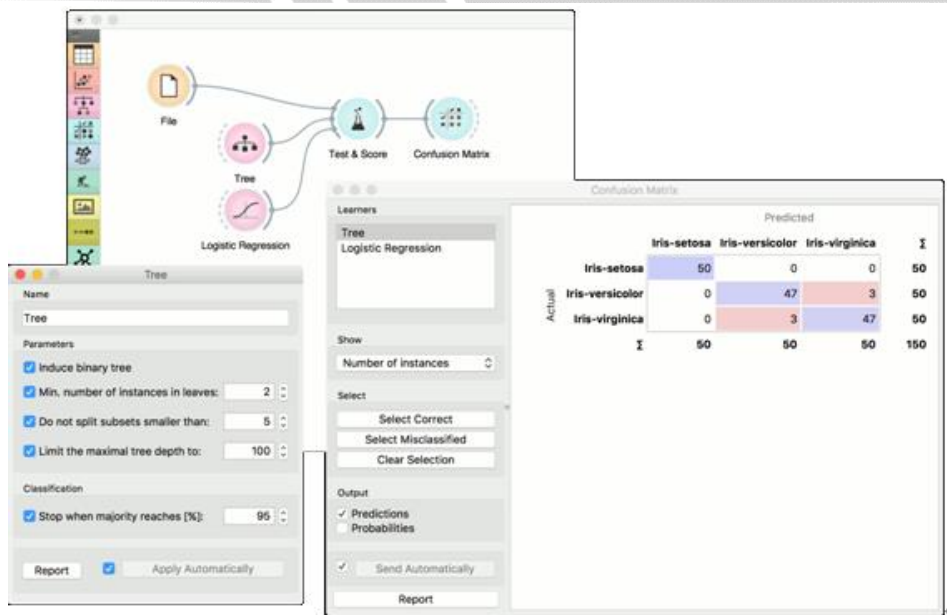 File
Tree
Logistic Regression
Test & Score
Confusion Matrix
Tree
Name
Tree
Parameters
Induce binary tree
Min. number of instances in leaves: 2
Do not split subsets smaller than: 5
Limit the maximal tree depth to: 100
Classification
Stop when majority reaches [%]: 95
Report
Apply Automatically
Confusion Matrix
Learners
Tree
Logistic Regression
Show
Number of instances
Select
Select Correct
Select Misclassified
Clear Selection
Output
Predictions
Probabilities
Send Automatically
Report
Predicted
Iris-setosa Iris-versicolor Iris-virginica Σ
Actual
Iris-setosa 50 0 0 50
Iris-versicolor 0 47 3 50
Iris-virginica 0 3 47 50
Σ 50 50 50 150